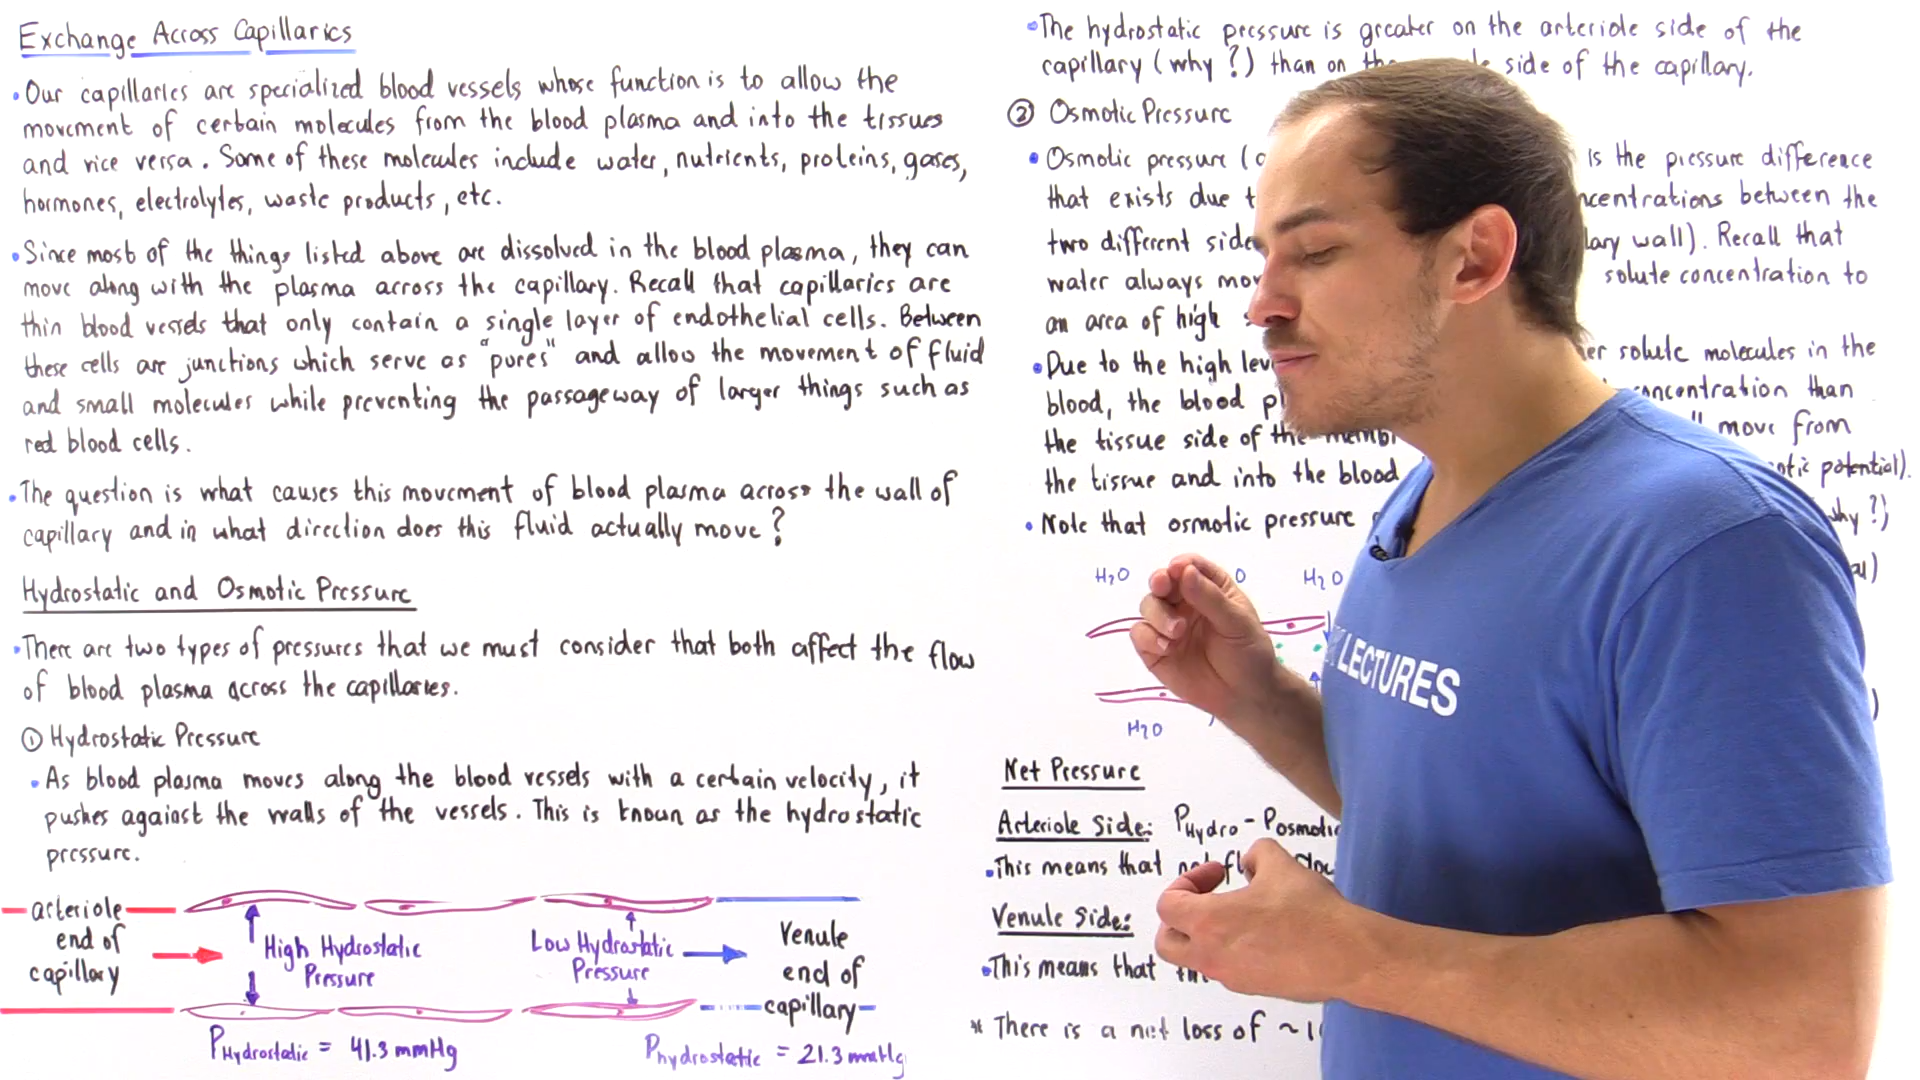 Exchange Across Capillaries
• Our capillaries are specialized blood vessels whose function is to allow the
movement of certain molecules from the blood plasma and into the tissues
and vice versa. Some of these molecules include water, nutrients, proteins, gases,
hormones, electrolytes, waste products, etc.
• Since most of the things listed above are dissolved in the blood plasma, they can
move along with the plasma across the capillary. Recall that capillaries are
thin blood vessels that only contain a single layer of endothelial cells. Between
these cells are junctions which serve as "pores" and allow the movement of fluid
and small molecules while preventing the passageway of larger things such as
red blood cells.
• The question is what causes this movement of blood plasma across the wall of
capillary and in what direction does this fluid actually move?
Hydrostatic and Osmotic Pressure
• There are two types of pressures that we must consider that both affect the flow
of blood plasma across the capillaries.
① Hydrostatic Pressure
• As blood plasma moves along the blood vessels with a certain velocity, it
pushes against the walls of the vessels. This is known as the hydrostatic
pressure.
arteriole
end of
capillary
High Hydrostatic
Pressure
Low Hydrostatic
Pressure
Venule
end of
capillary
PHydrostatic = 41.3 mmHg
Phydrostatic = 21.3 mmHg
• The hydrostatic pressure is greater on the arteriole side of the
capillary (why?) than on side of the capillary.
② Osmotic Pressure
• Osmotic pressure ( is the pressure difference
that exists due between the
two different wall). Recall that
water always solute concentration to
an area of high
• Due to the high solute molecules in the
blood, the blood concentration than
the tissue side of the move from
the tissue and into the blood potential).
• Note that osmotic pressure why?)
H2O
H2O
H2O
LECTURES
Net Pressure
Arteriole Side: PHydro - Posmotic
• This means that
Venule Side:
• This means that
* There is a net loss of ~